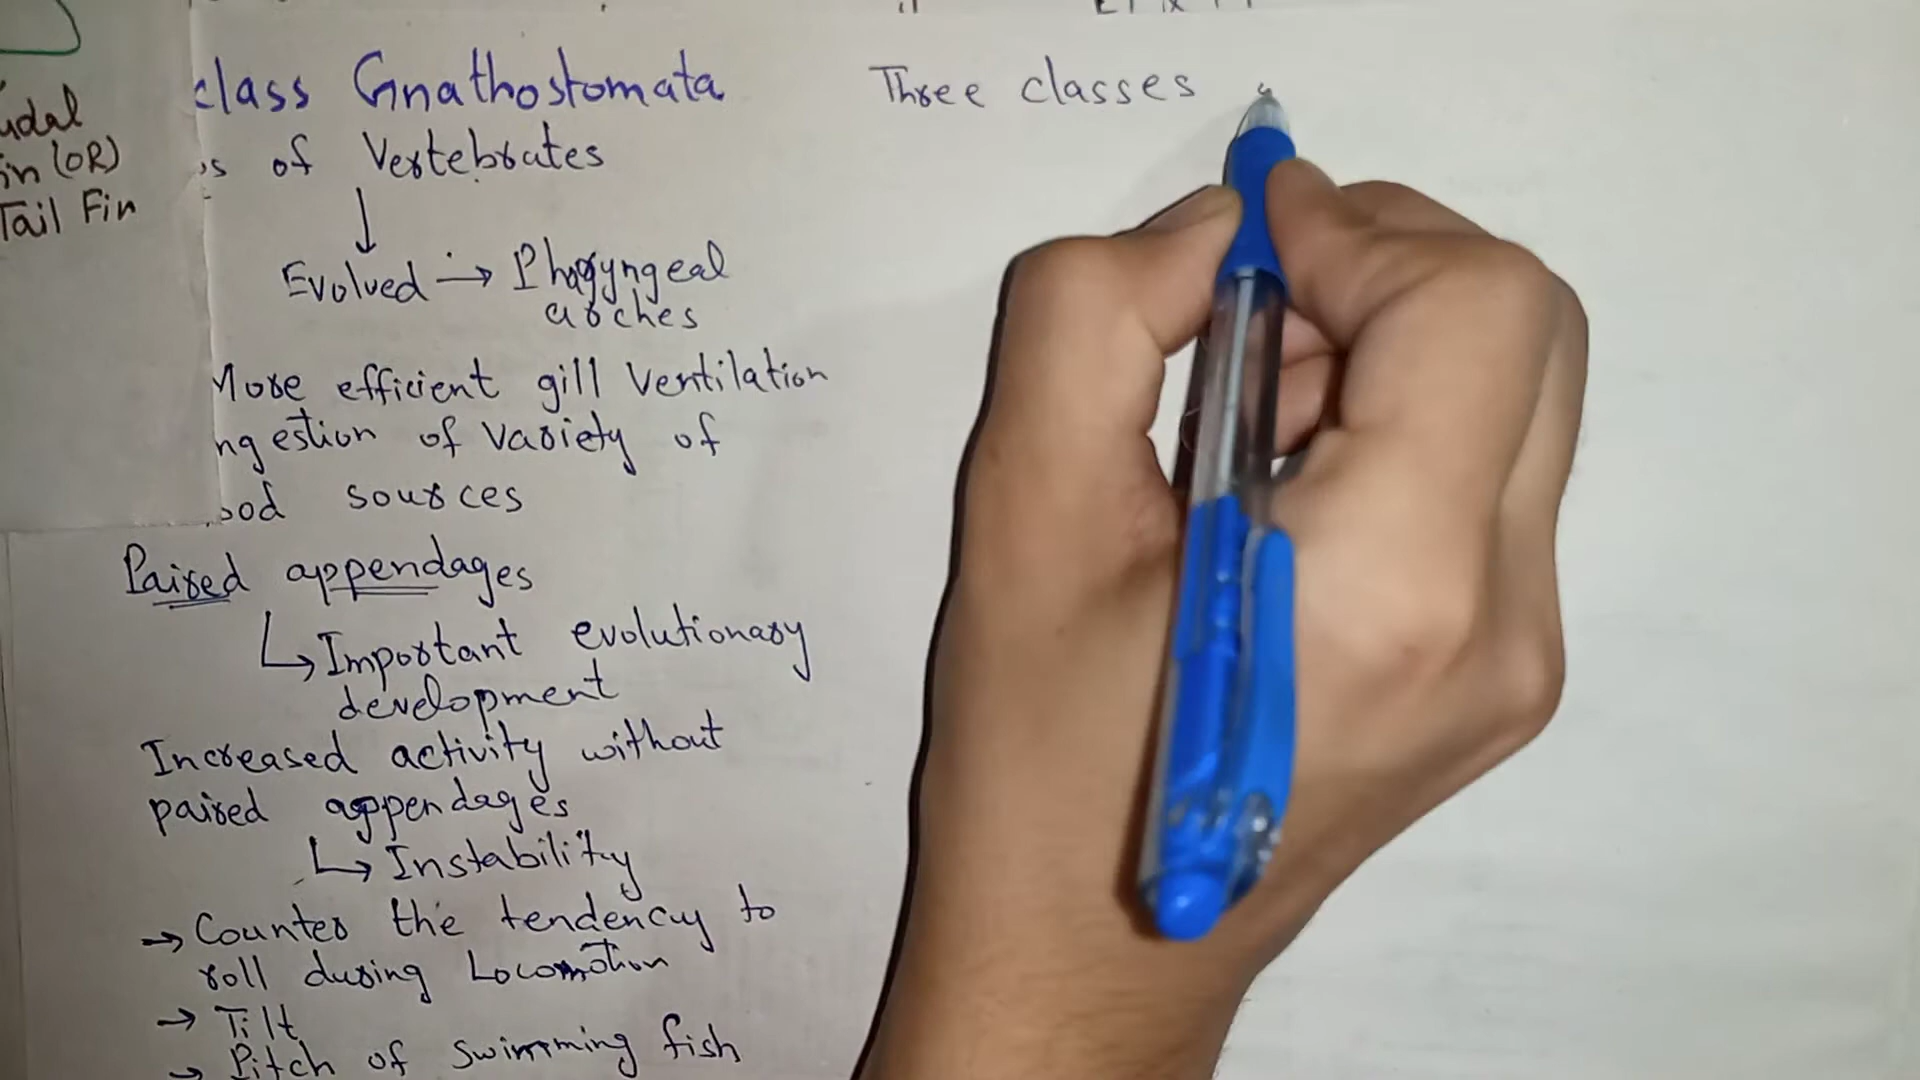 udal
in (OR)
Tail Fin
class Gnathostomata
s of Vertebrates
Evolved → Pharyngeal
arches
More efficient gill ventilation
ngestion of variety of
ood sources
Paired appendages
Important evolutionary
development
Increased activity without
paired appendages
Instability
→ Counter the tendency to
roll during Locomotion
→ Tilt
→ Pitch of swimming fish
Three classes